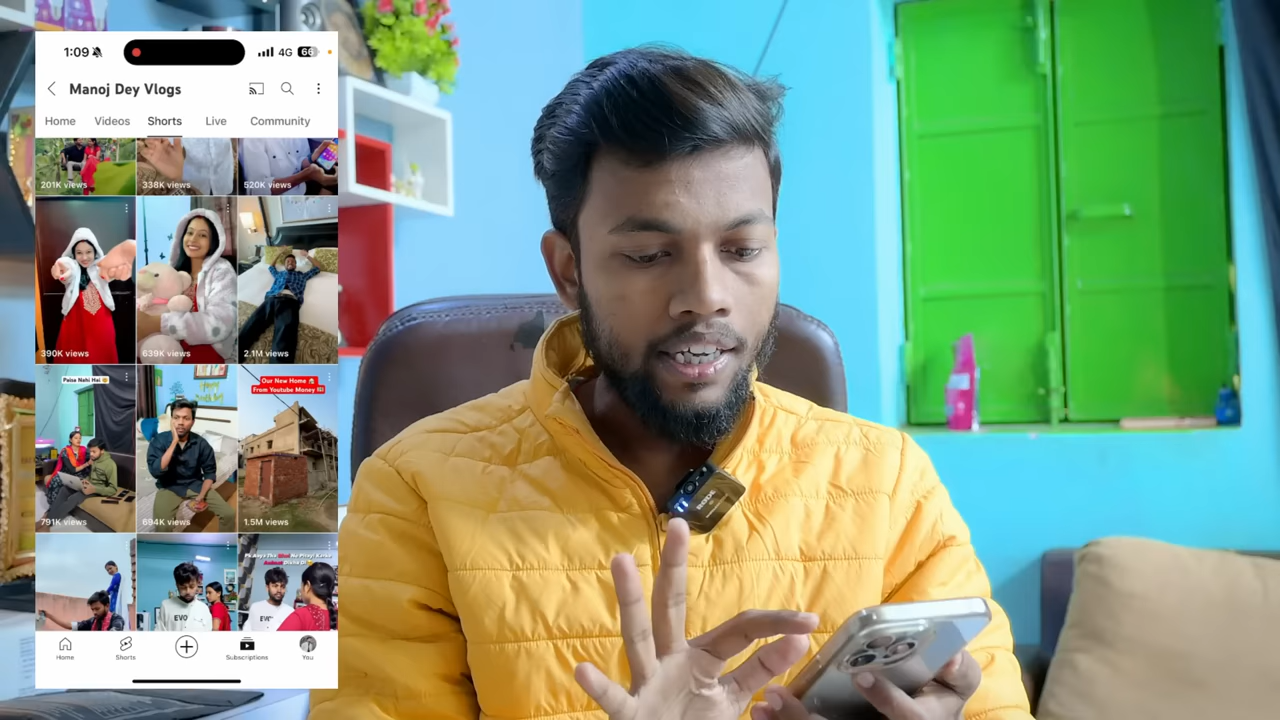 1:09
4G 66
Manoj Dey Vlogs
Home Videos Shorts Live Community
201K views 338K views 520K views
390K views 639K views 2.1M views
Paisa Nahi Hai
Our New Home
From Youtube Money
791K views 694K views 1.5M views
EVO
EVO
Home Shorts Subscriptions You